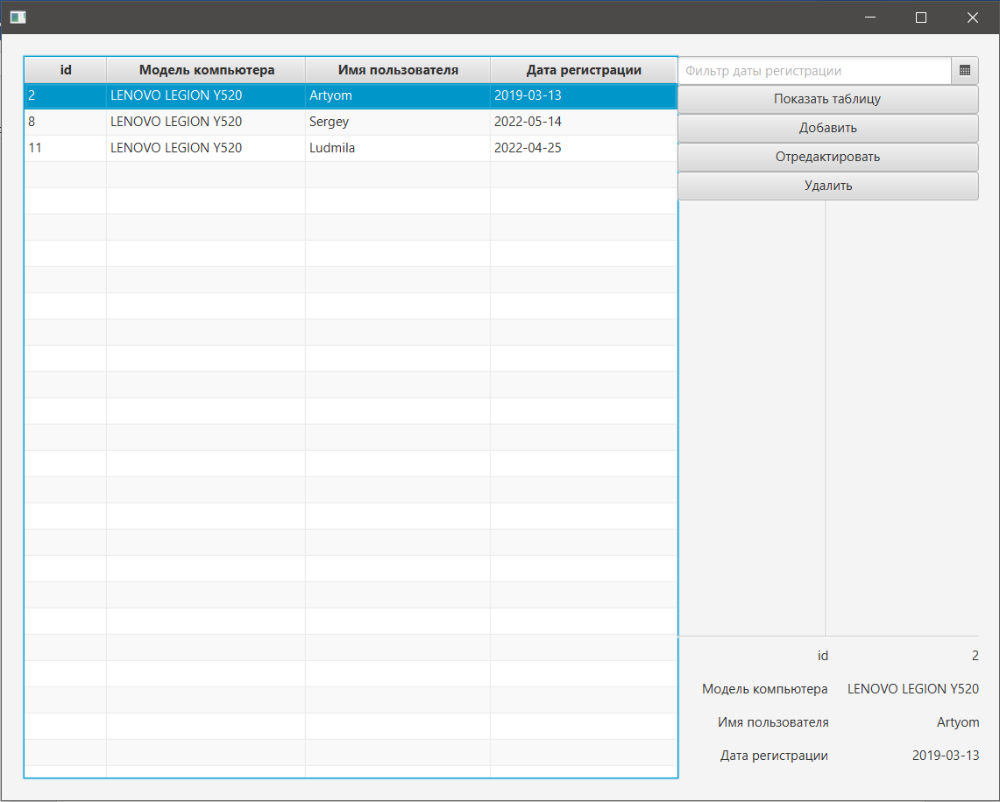 id Модель компьютера Имя пользователя Дата регистрации
2 LENOVO LEGION Y520 Artyom 2019-03-13
8 LENOVO LEGION Y520 Sergey 2022-05-14
11 LENOVO LEGION Y520 Ludmila 2022-04-25
Фильтр даты регистрации
Показать таблицу
Добавить
Отредактировать
Удалить
id 2
Модель компьютера LENOVO LEGION Y520
Имя пользователя Artyom
Дата регистрации 2019-03-13